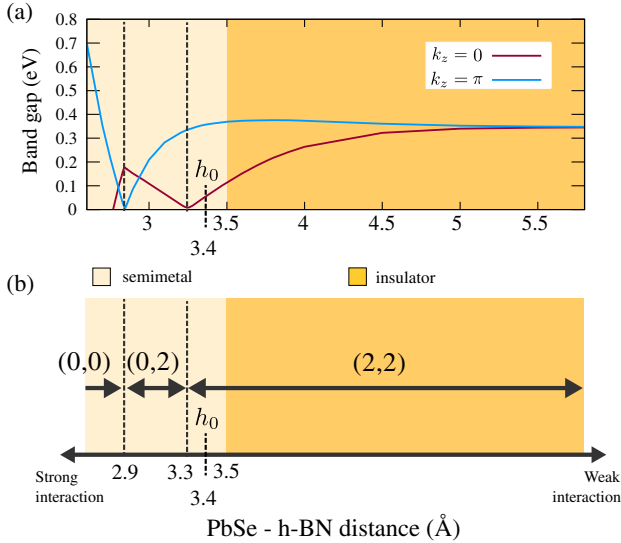 (a)
Band gap (eV)
0.8
0.7
0.6
0.5
0.4
0.3
0.2
0.1
0
k_z = 0
k_z = π
h_0
3
3.5
4
4.5
5
5.5
3.4
semimetal
insulator
(b)
(0,0)
(0,2)
(2,2)
h_0
2.9
3.3
3.5
3.4
Strong
interaction
Weak
interaction
PbSe - h-BN distance (Å)